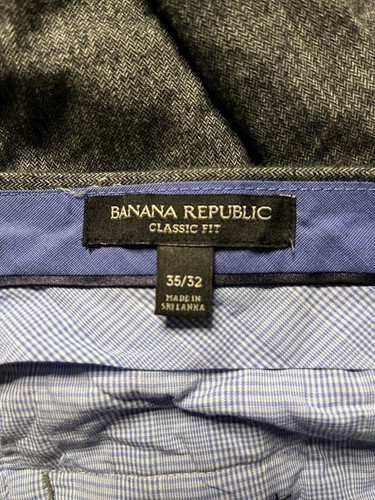 BANANA REPUBLIC
CLASSIC FIT
35/32
MADE IN
SRI LANKA